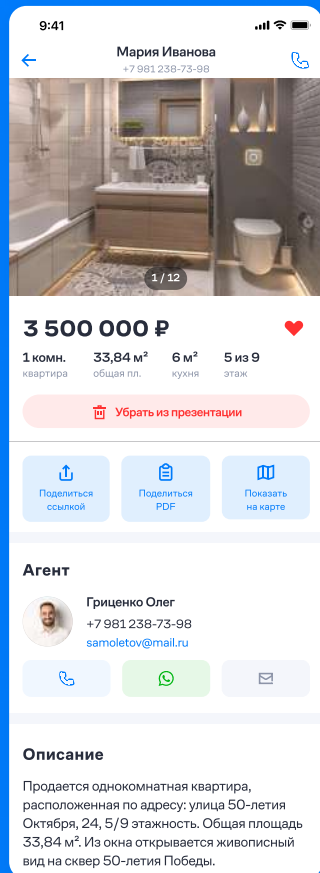 9:41
Мария Иванова
+7 981 238-73-98
1 / 12
3 500 000 ₽
1 комн.
33,84 м²
6 м²
5 из 9
квартира
общая пл.
кухня
этаж
Убрать из презентации
Поделиться
ссылкой
Поделиться
PDF
Показать
на карте
Агент
Гриценко Олег
+7 981 238-73-98
samoletov@mail.ru
Описание
Продается однокомнатная квартира,
расположенная по адресу: улица 50-летия
Октября, 24, 5/9 этажность. Общая площадь
33,84 м². Из окна открывается живописный
вид на сквер 50-летия Победы.